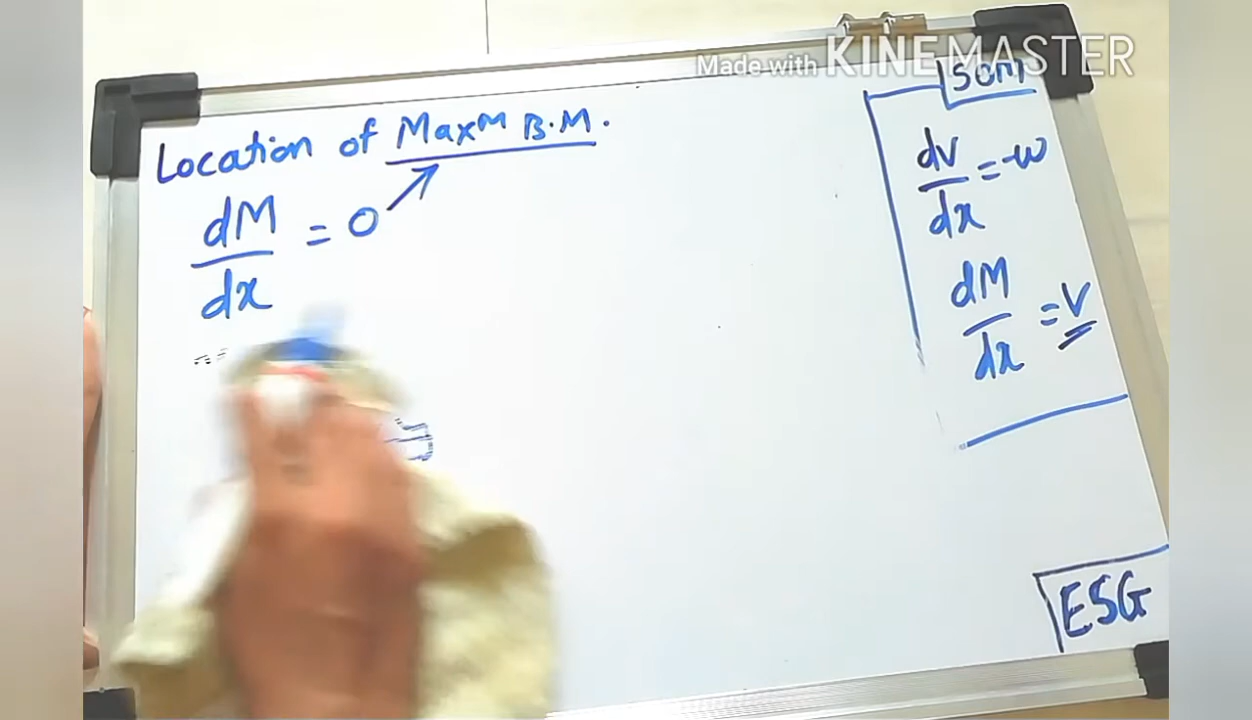 Made with KINEMASTER
SOM
Location of Maxᵐ B.M.
dM/dx = 0
dv/dx = -w
dM/dx = V
ESG